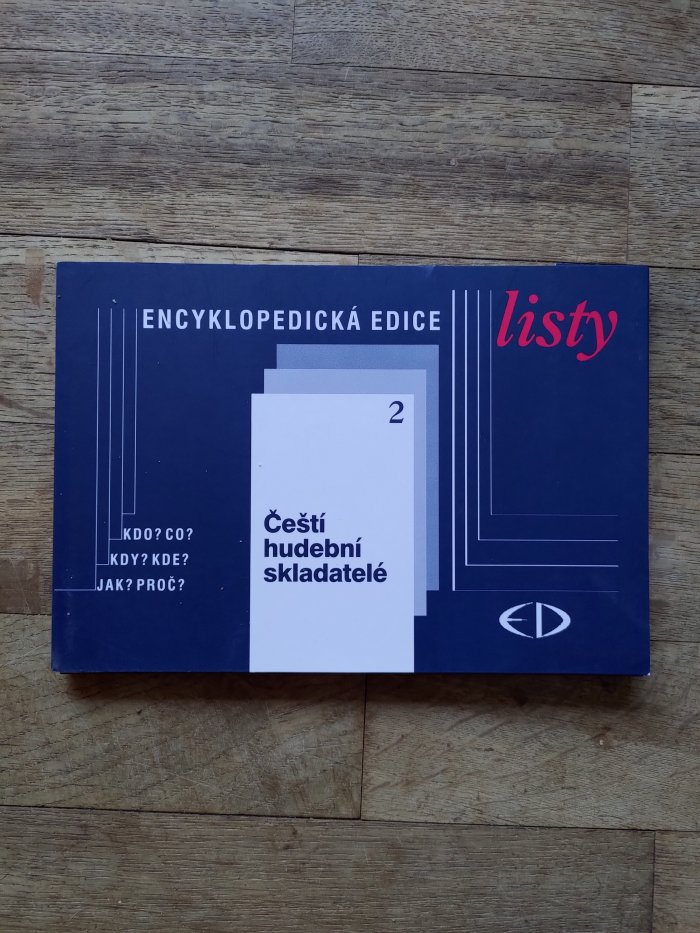 ENCYKLOPEDICKÁ EDICE
listy
2
Čeští
hudební
skladatelé
KDO? CO?
KDY? KDE?
JAK? PROČ?
ED